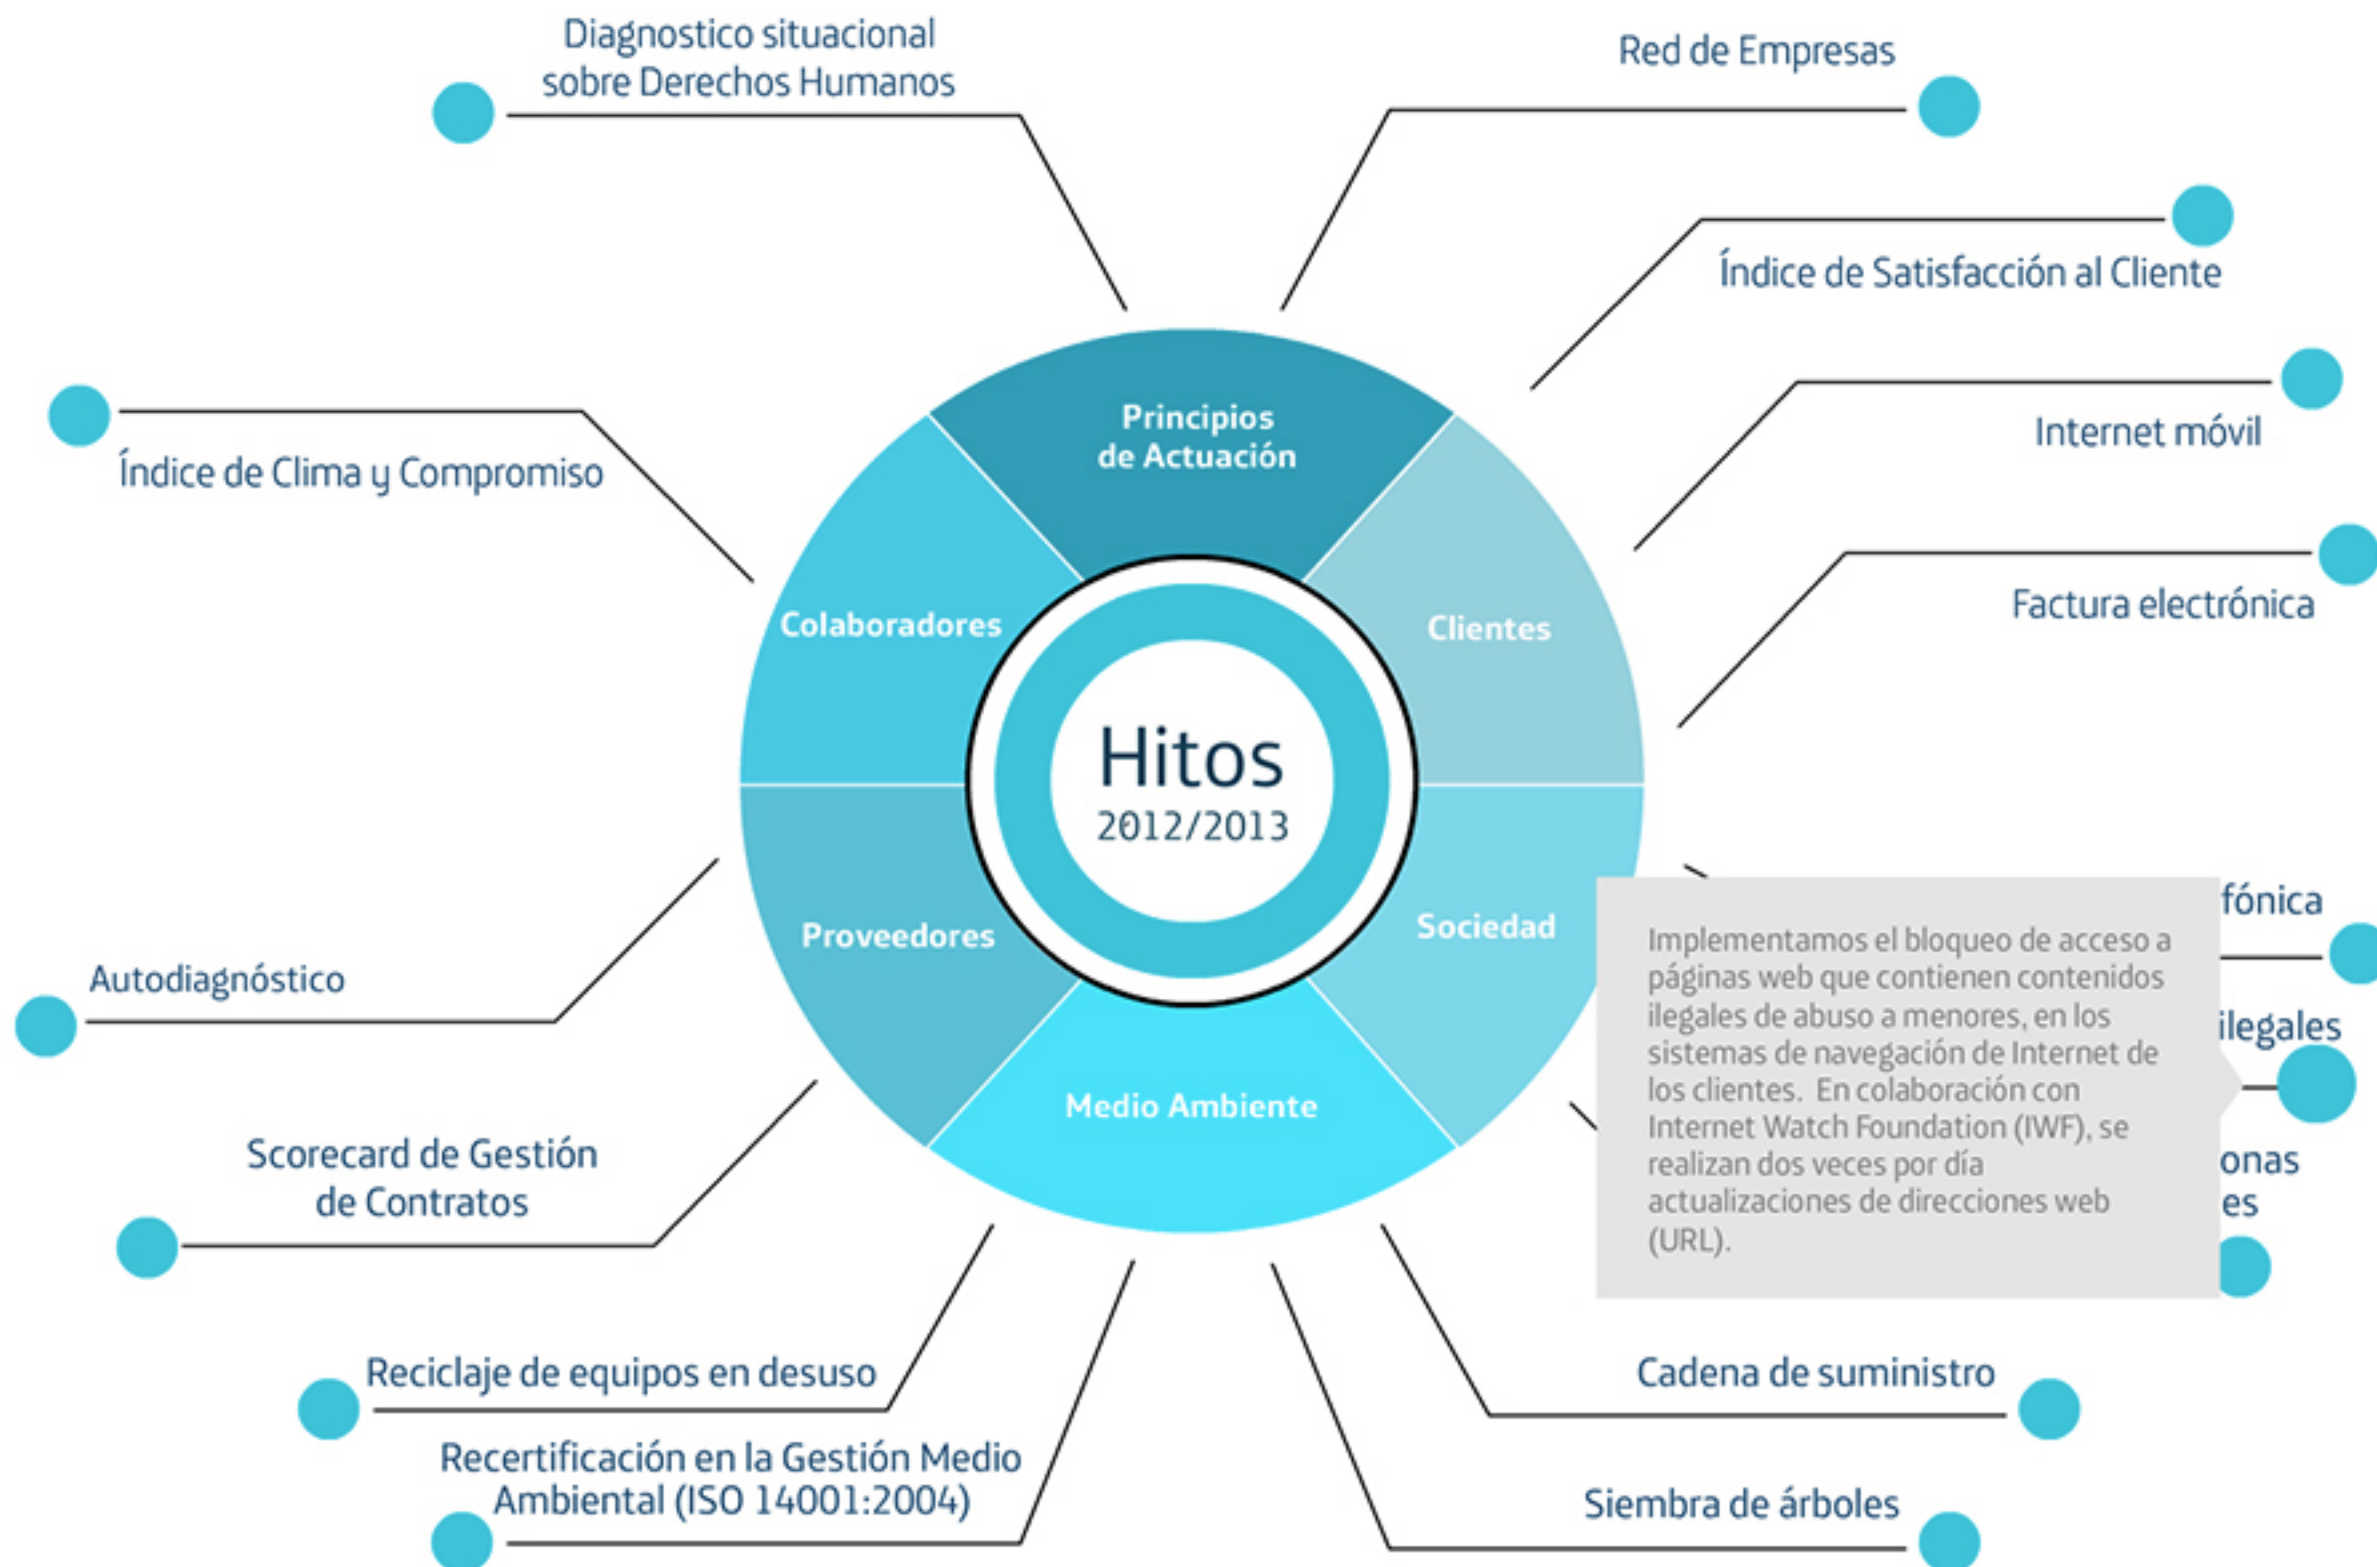 Diagnostico situacional
sobre Derechos Humanos
Red de Empresas
Índice de Satisfacción al Cliente
Internet móvil
Factura electrónica
Índice de Clima y Compromiso
Principios
de Actuación
Colaboradores
Clientes
Hitos
2012/2013
Proveedores
Sociedad
Medio Ambiente
Autodiagnóstico
Scorecard de Gestión
de Contratos
fónica
ilegales
onas
es
Implementamos el bloqueo de acceso a
páginas web que contienen contenidos
ilegales de abuso a menores, en los
sistemas de navegación de Internet de
los clientes. En colaboración con
Internet Watch Foundation (IWF), se
realizan dos veces por día
actualizaciones de direcciones web
(URL).
Reciclaje de equipos en desuso
Recertificación en la Gestión Medio
Ambiental (ISO 14001:2004)
Cadena de suministro
Siembra de árboles